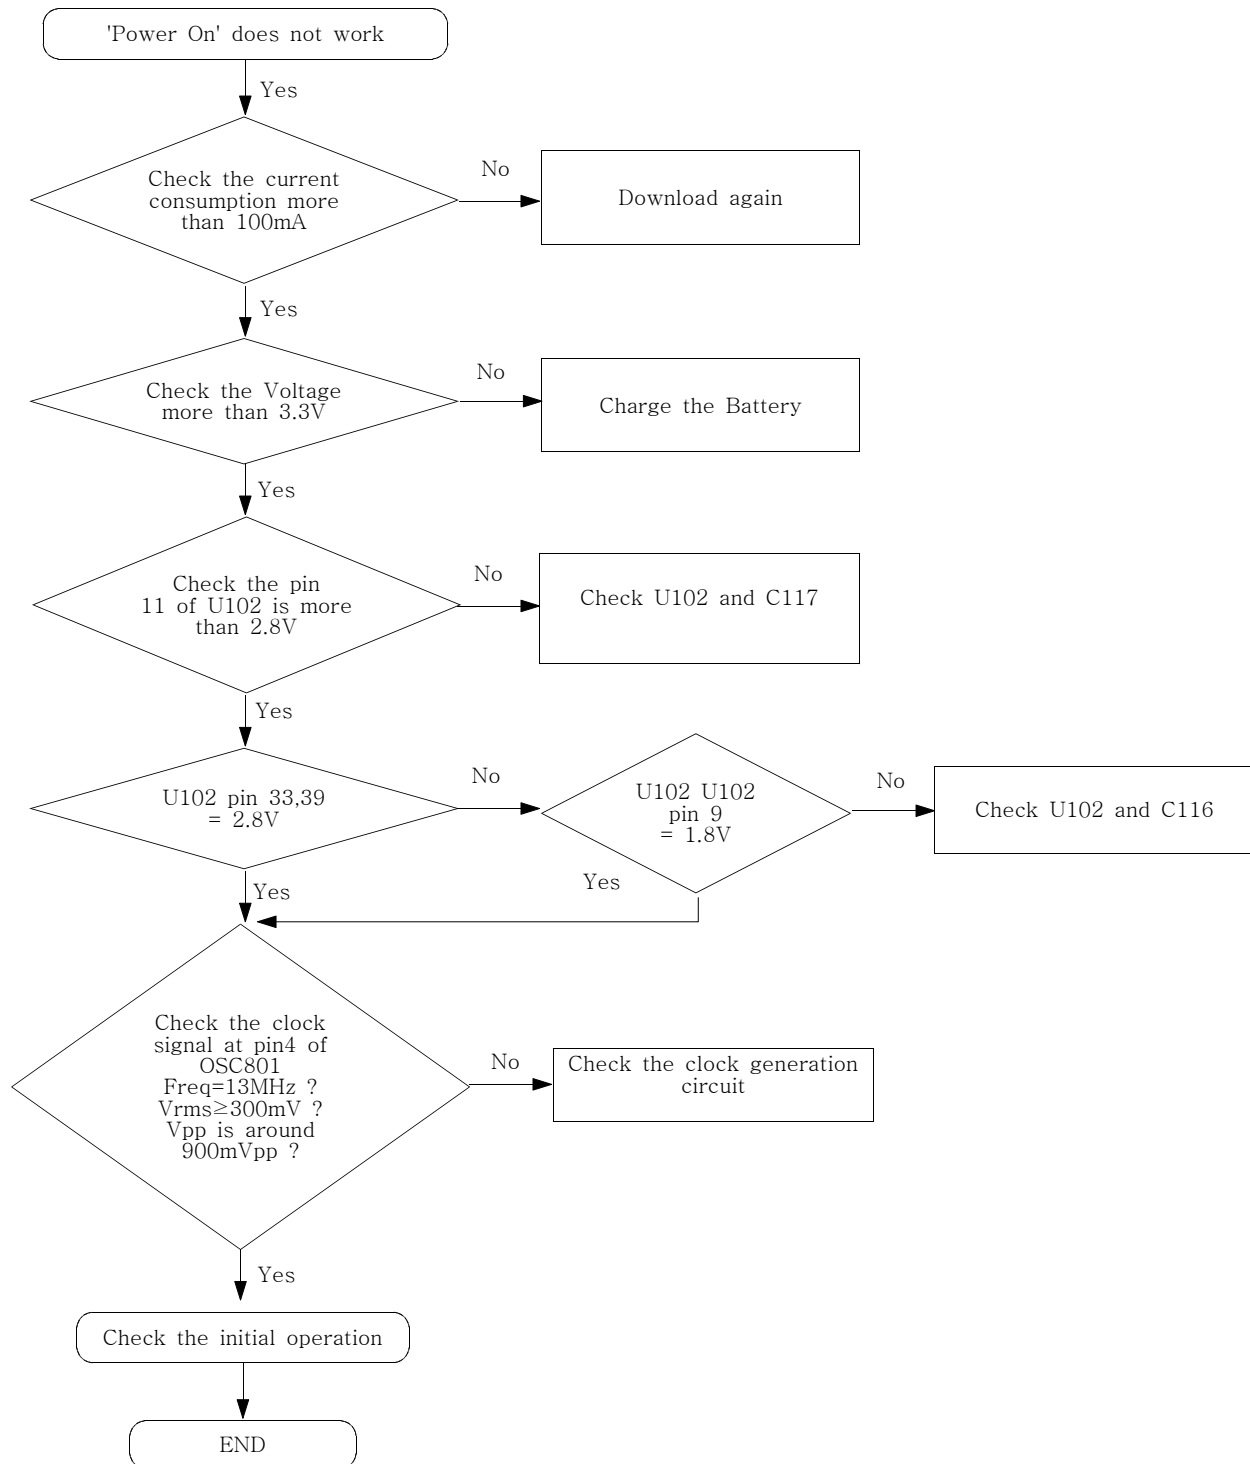 'Power On' does not work
Yes
Check the current
consumption more
than 100mA
No
Download again
Yes
Check the Voltage
more than 3.3V
No
Charge the Battery
Yes
Check the pin
11 of U102 is more
than 2.8V
No
Check U102 and C117
Yes
U102 pin 33,39
= 2.8V
No
U102 U102
pin 9
= 1.8V
No
Check U102 and C116
Yes
Yes
Check the clock
signal at pin4 of
OSC801
Freq=13MHz ?
Vrms≥300mV ?
Vpp is around
900mVpp ?
No
Check the clock generation
circuit
Yes
Check the initial operation
END